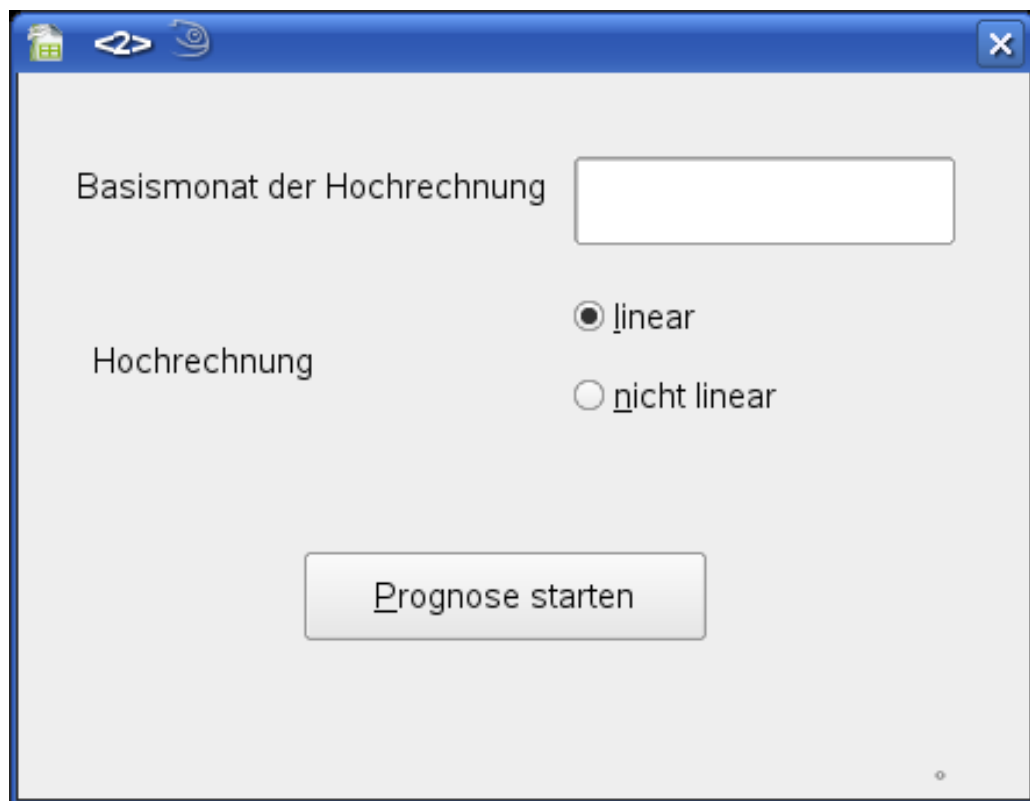 <2>
Basismonat der Hochrechnung
linear
Hochrechnung
nicht linear
Prognose starten